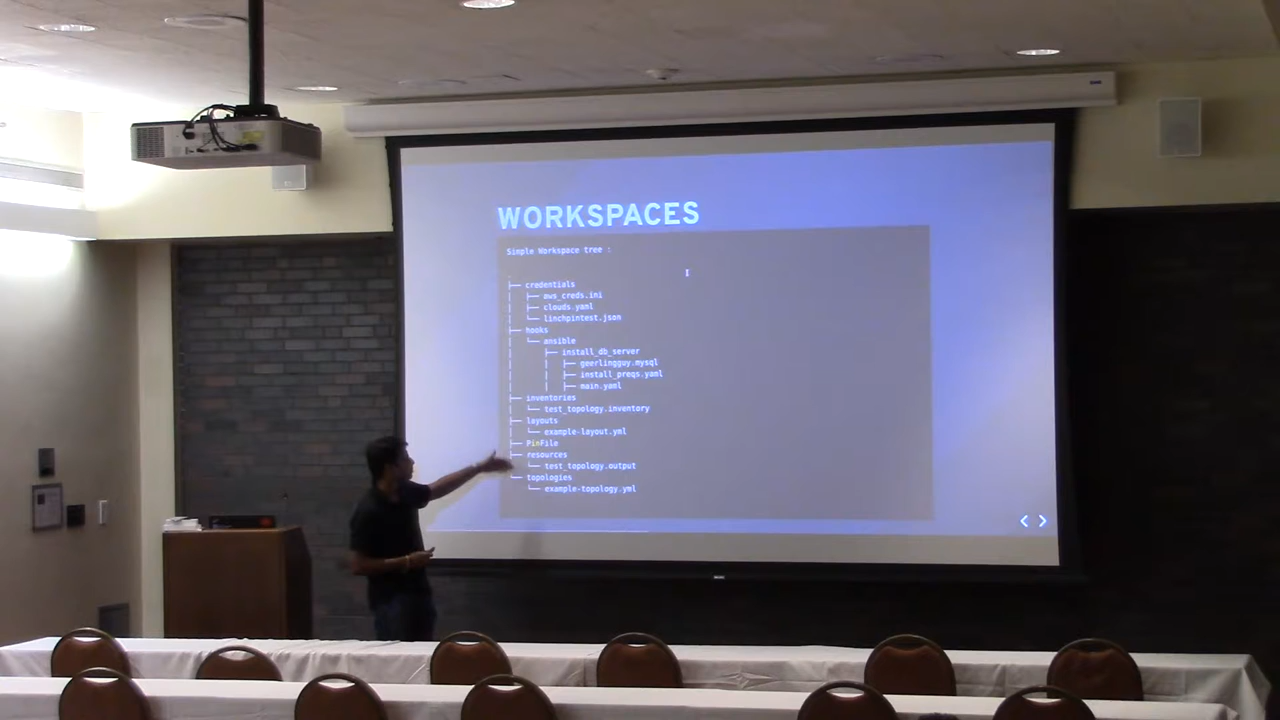 WORKSPACES
Simple Workspace tree :
.
├── credentials
│   ├── aws_creds.ini
│   ├── clouds.yaml
│   └── linchpintest.json
├── hooks
│   └── ansible
│       ├── install_db_server
│       │   ├── geerlingguy.mysql
│       │   ├── install_preqs.yaml
│       │   ├── main.yaml
├── inventories
│   └── test_topology.inventory
├── layouts
│   └── example-layout.yml
├── PinFile
├── resources
│   └── test_topology.output
└── topologies
    └── example-topology.yml